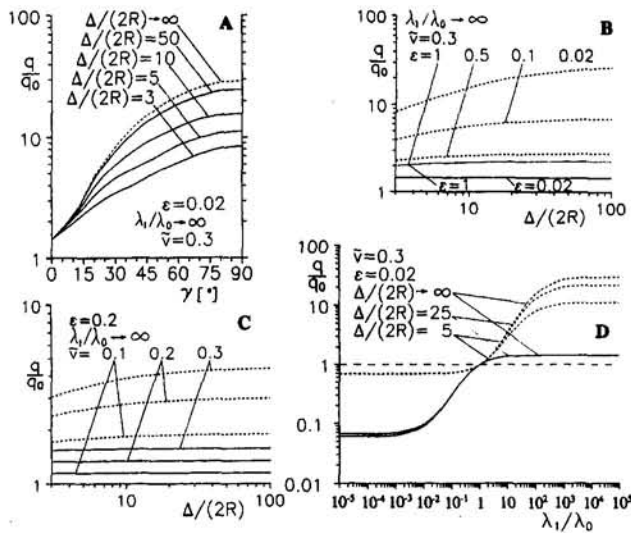 A
Δ/(2R)→∞
Δ/(2R)=50
Δ/(2R)=10
Δ/(2R)=5
Δ/(2R)=3
q/q₀
100
10
1
ε=0.02
λ₁/λ₀→∞
ṽ=0.3
0 15 30 45 60 75 90
γ [°]
B
λ₁/λ₀→∞
ṽ=0.3
ε=1 0.5 0.1 0.02
q/q₀
100
10
1
ε=1 ε=0.02
10 100
Δ/(2R)
C
10
ε=0.2
λ₁/λ₀→∞
ṽ= 0.1 0.2 0.3
q/q₀
1
10 100
Δ/(2R)
D
100
10
1
0.1
0.01
q/q₀
ṽ=0.3
ε=0.02
Δ/(2R)→∞
Δ/(2R)=25
Δ/(2R)= 5
10⁻⁵ 10⁻⁴ 10⁻³ 10⁻² 10⁻¹ 1 10 10² 10³ 10⁴ 10⁵
λ₁/λ₀